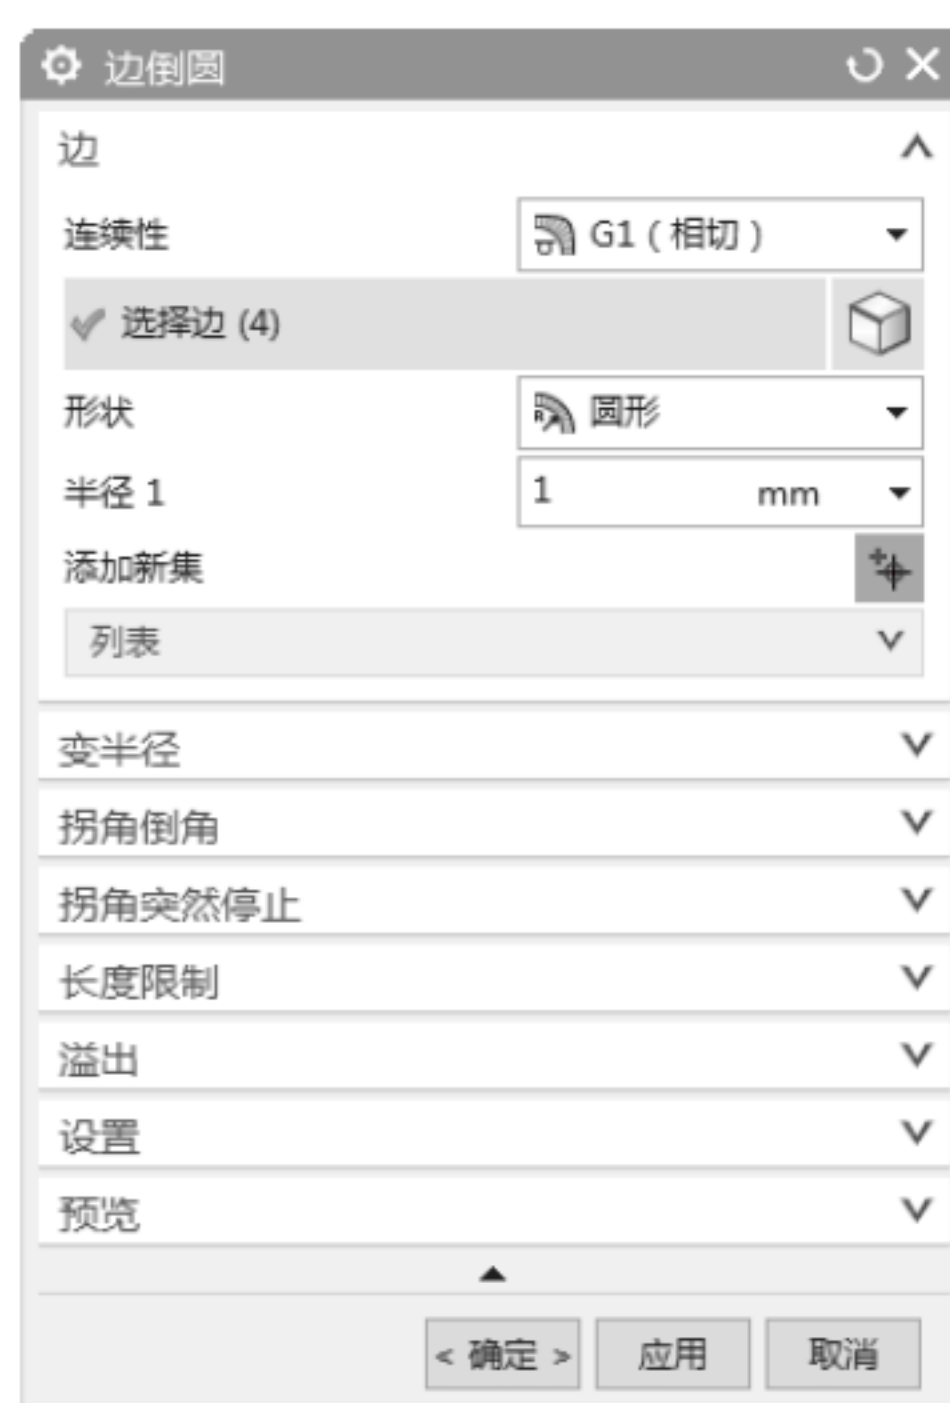 边倒圆
边
连续性 G1（相切）
选择边 (4)
形状 圆形
半径 1 1 mm
添加新集
列表
变半径
拐角倒角
拐角突然停止
长度限制
溢出
设置
预览
< 确定 > 应用 取消